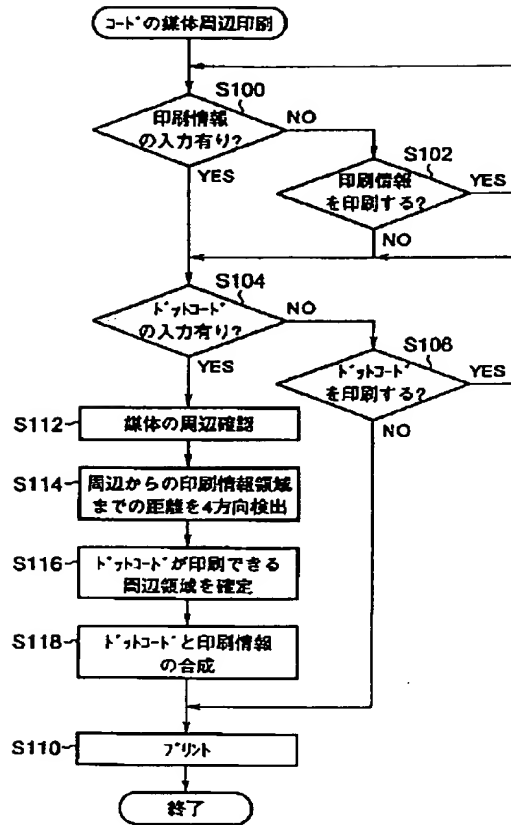 コードの媒体周辺印刷
S100
印刷情報
の入力有り?
NO
YES
S102
印刷情報
を印刷する?
YES
NO
S104
ドットコード
の入力有り?
NO
YES
S106
ドットコード
を印刷する?
YES
NO
S112
媒体の周辺確認
S114
周辺からの印刷情報領域
までの距離を4方向検出
S116
ドットコードが印刷できる
周辺領域を確定
S118
ドットコードと印刷情報
の合成
S110
プリント
終了